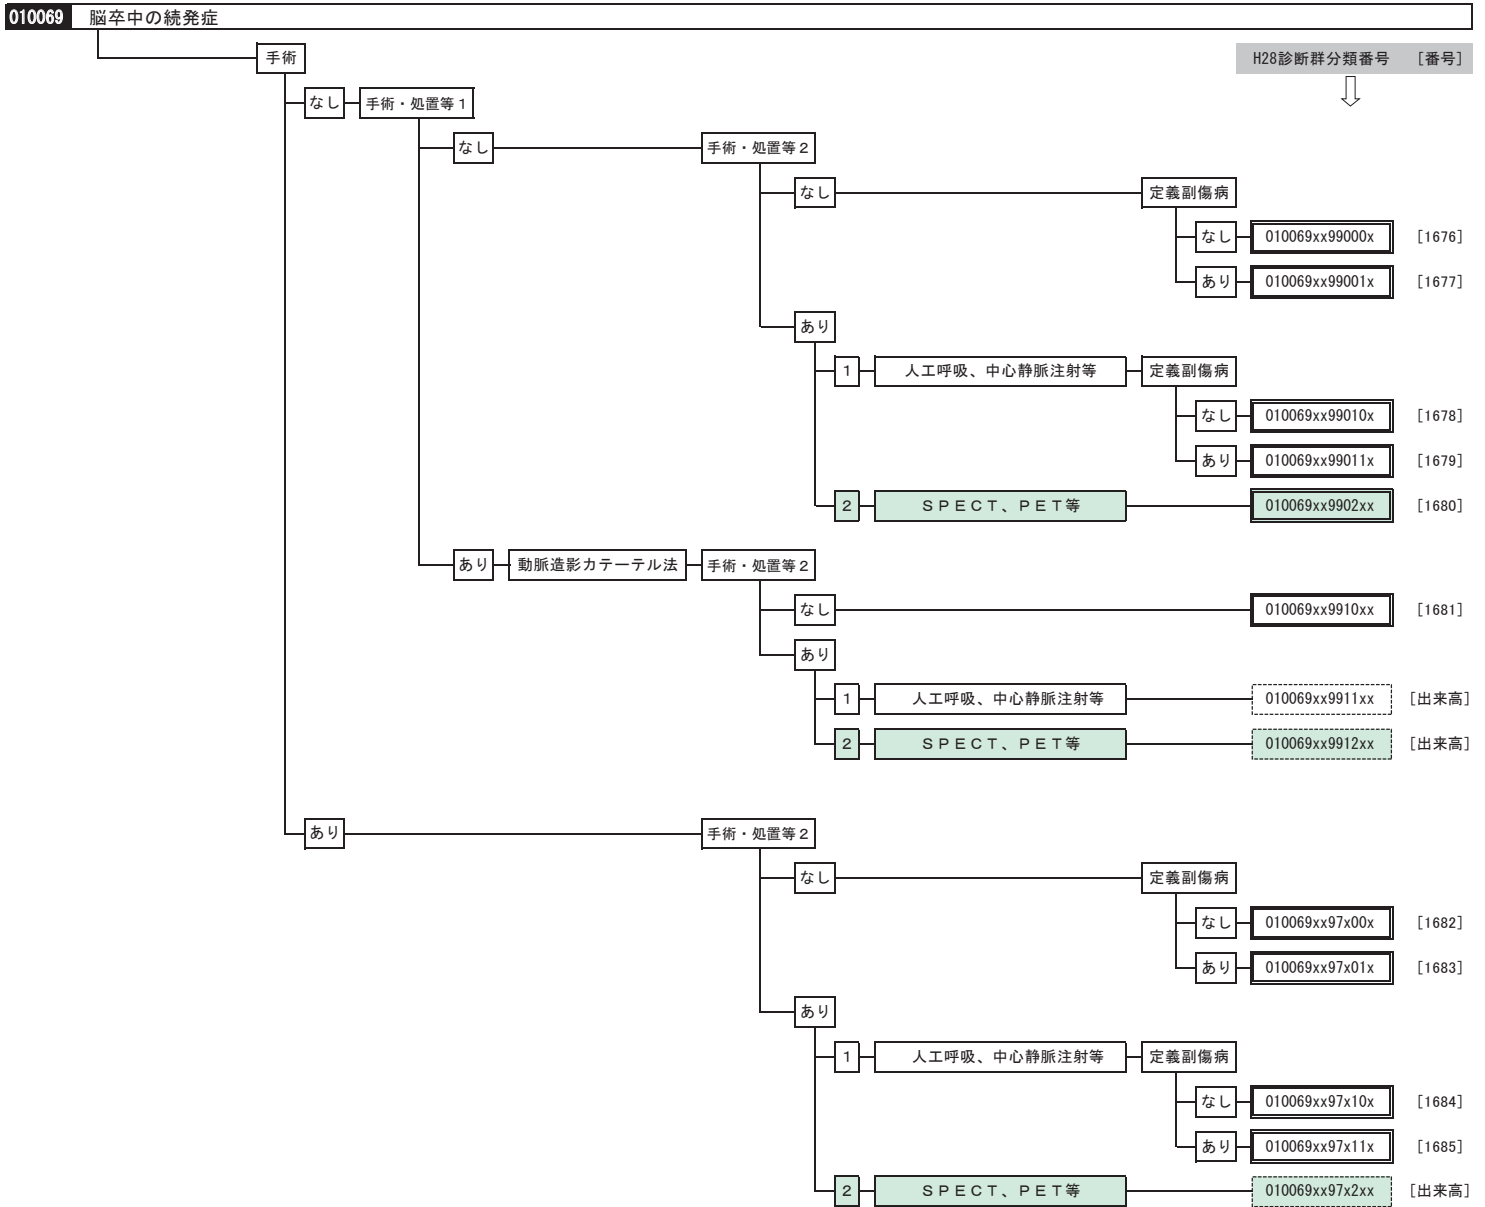 010069 脳卒中の続発症
手術 H28診断群分類番号 [番号]
なし 手術・処置等1
なし 手術・処置等2
なし 定義副傷病
なし 010069xx99000x [1676]
あり 010069xx99001x [1677]
あり
1 人工呼吸、中心静脈注射等 定義副傷病
なし 010069xx99010x [1678]
あり 010069xx99011x [1679]
2 ＳＰＥＣＴ、ＰＥＴ等 010069xx9902xx [1680]
あり 動脈造影カテーテル法 手術・処置等2
なし 010069xx9910xx [1681]
あり
1 人工呼吸、中心静脈注射等 010069xx9911xx [出来高]
2 ＳＰＥＣＴ、ＰＥＴ等 010069xx9912xx [出来高]
あり 手術・処置等2
なし 定義副傷病
なし 010069xx97x00x [1682]
あり 010069xx97x01x [1683]
あり
1 人工呼吸、中心静脈注射等 定義副傷病
なし 010069xx97x10x [1684]
あり 010069xx97x11x [1685]
2 ＳＰＥＣＴ、ＰＥＴ等 010069xx97x2xx [出来高]